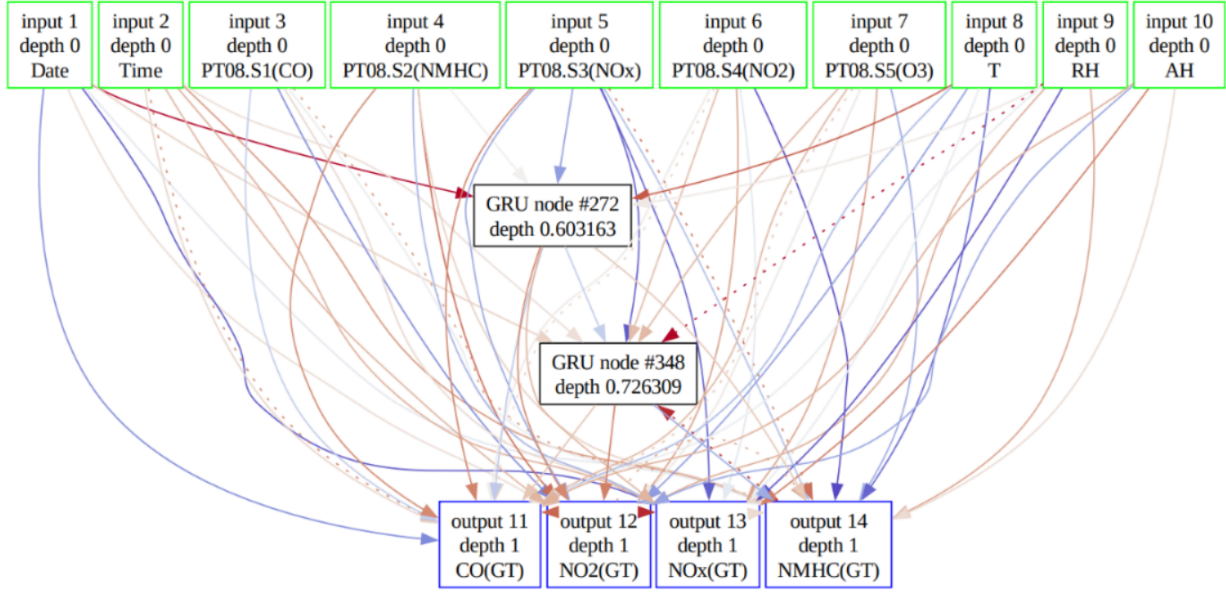 input 1
depth 0
Date
input 2
depth 0
Time
input 3
depth 0
PT08.S1(CO)
input 4
depth 0
PT08.S2(NMHC)
input 5
depth 0
PT08.S3(NOx)
input 6
depth 0
PT08.S4(NO2)
input 7
depth 0
PT08.S5(O3)
input 8
depth 0
T
input 9
depth 0
RH
input 10
depth 0
AH
GRU node #272
depth 0.603163
GRU node #348
depth 0.726309
output 11
depth 1
CO(GT)
output 12
depth 1
NO2(GT)
output 13
depth 1
NOx(GT)
output 14
depth 1
NMHC(GT)